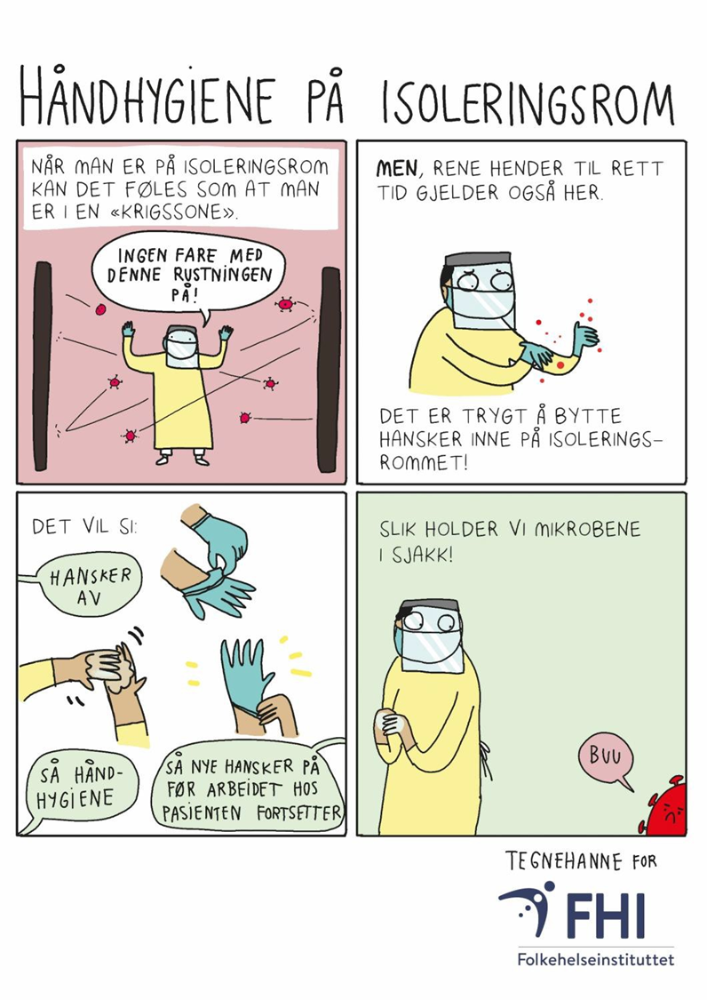 HÅNDHYGIENE PÅ ISOLERINGSROM
NÅR MAN ER PÅ ISOLERINGSROM
KAN DET FØLES SOM AT MAN
ER I EN «KRIGSSONE».
INGEN FARE MED
DENNE RUSTNINGEN
PÅ!
MEN, RENE HENDER TIL RETT
TID GJELDER OGSÅ HER.
DET ER TRYGT Å BYTTE
HANSKER INNE PÅ ISOLERINGS-
ROMMET!
DET VIL SI:
HANSKER
AV
SÅ HÅND-
HYGIENE
SÅ NYE HANSKER PÅ
FØR ARBEIDET HOS
PASIENTEN FORTSETTER
SLIK HOLDER VI MIKROBENE
I SJAKK!
BUU
TEGNEHANNE FOR
FHI
Folkehelseinstituttet